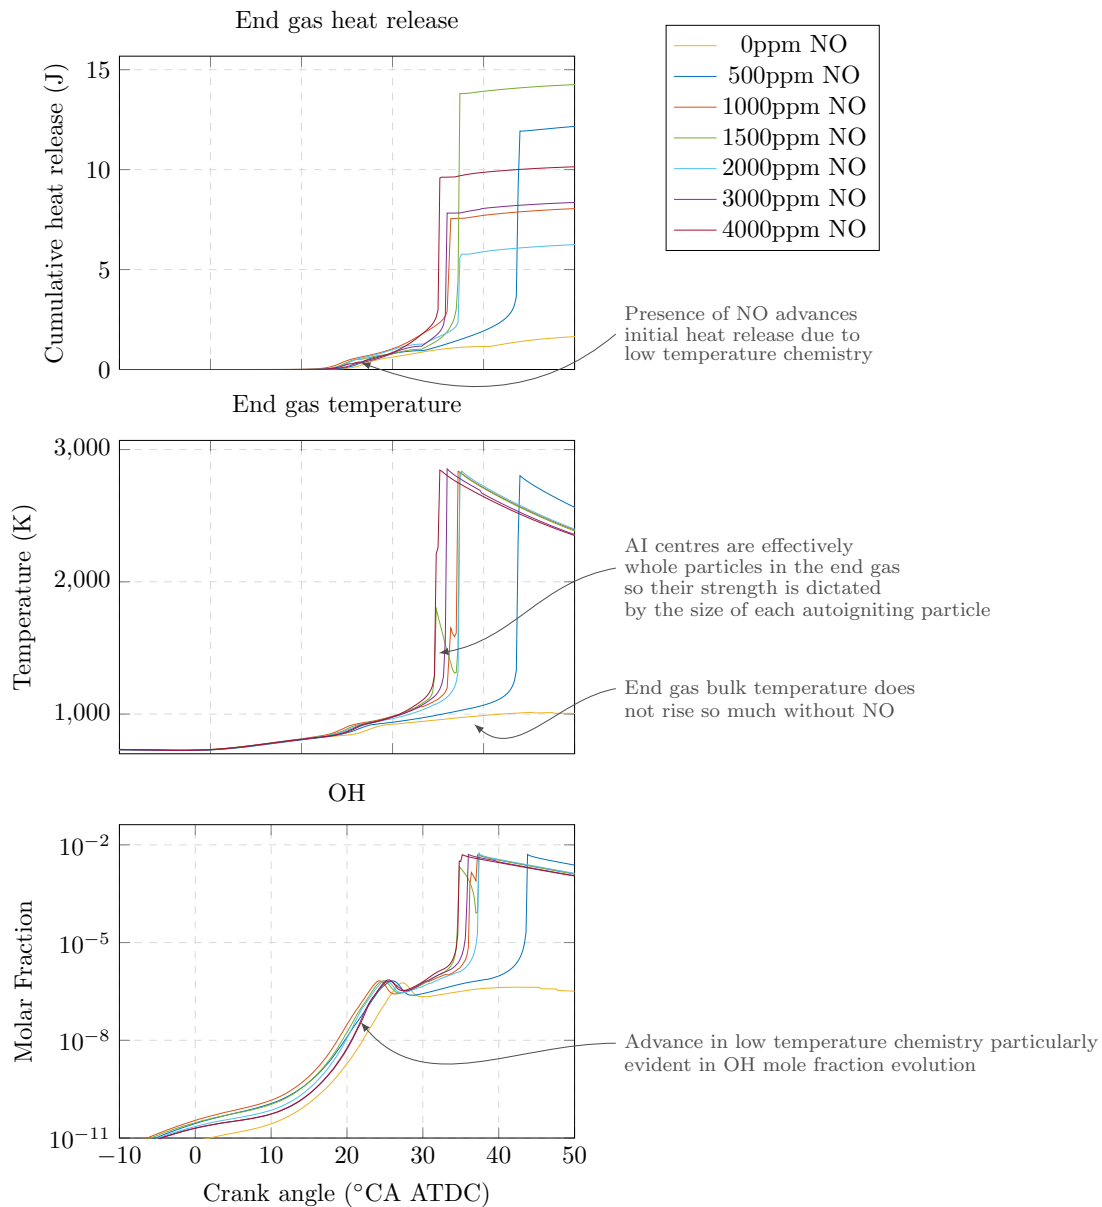 End gas heat release
15
10
5
0
Cumulative heat release (J)
0ppm NO
500ppm NO
1000ppm NO
1500ppm NO
2000ppm NO
3000ppm NO
4000ppm NO
Presence of NO advances
initial heat release due to
low temperature chemistry
End gas temperature
3,000
2,000
1,000
Temperature (K)
AI centres are effectively
whole particles in the end gas
so their strength is dictated
by the size of each autoigniting particle
End gas bulk temperature does
not rise so much without NO
OH
10⁻²
10⁻⁵
10⁻⁸
10⁻¹¹
Molar Fraction
Advance in low temperature chemistry particularly
evident in OH mole fraction evolution
−10 0 10 20 30 40 50
Crank angle (°CA ATDC)